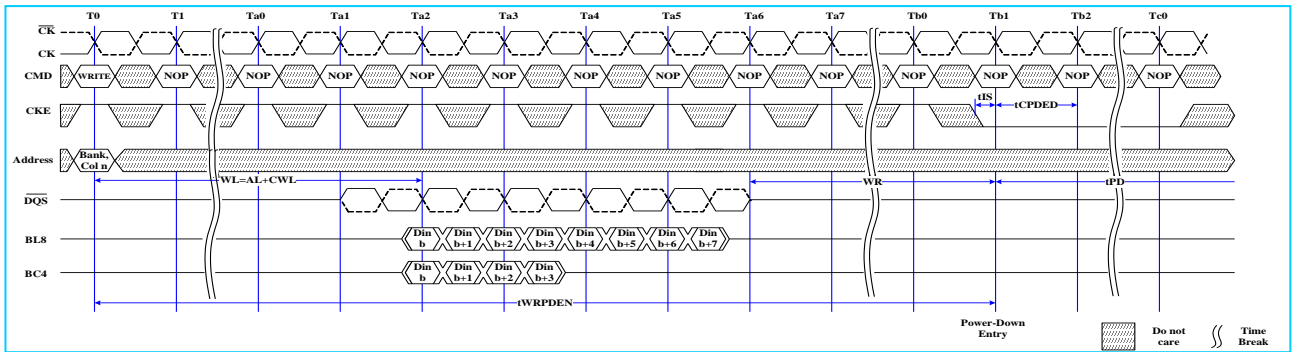 T0 T1 Ta0 Ta1 Ta2 Ta3 Ta4 Ta5 Ta6 Ta7 Tb0 Tb1 Tb2 Tc0
CK
CK
CMD WRITE NOP NOP NOP NOP NOP NOP NOP NOP NOP NOP NOP NOP NOP
CKE tIS tCPDED
Address Bank,
Col n
WL=AL+CWL WR tPD
DQS
BL8 Din
b Din
b+1 Din
b+2 Din
b+3 Din
b+4 Din
b+5 Din
b+6 Din
b+7
BC4 Din
b Din
b+1 Din
b+2 Din
b+3
tWRPDEN
Power-Down
Entry
Do not
care
Time
Break